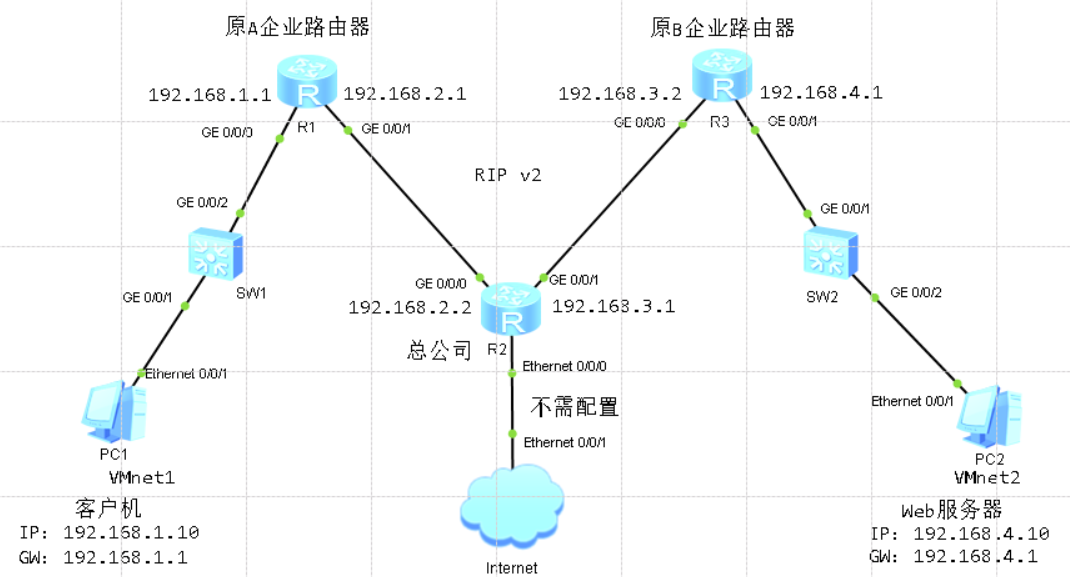 原A企业路由器
原B企业路由器
R
192.168.1.1
192.168.2.1
R1
GE 0/0/0
GE 0/0/1
R
192.168.3.2
192.168.4.1
R3
GE 0/0/0
GE 0/0/1
RIP v2
GE 0/0/2
SW1
GE 0/0/1
GE 0/0/1
SW2
GE 0/0/2
GE 0/0/0
GE 0/0/1
192.168.2.2
R
192.168.3.1
总公司
R2
Ethernet 0/0/0
不需配置
Ethernet 0/0/1
Internet
Ethernet 0/0/1
PC1
VMnet1
客户机
IP: 192.168.1.10
GW: 192.168.1.1
Ethernet 0/0/1
PC2
VMnet2
Web服务器
IP: 192.168.4.10
GW: 192.168.4.1